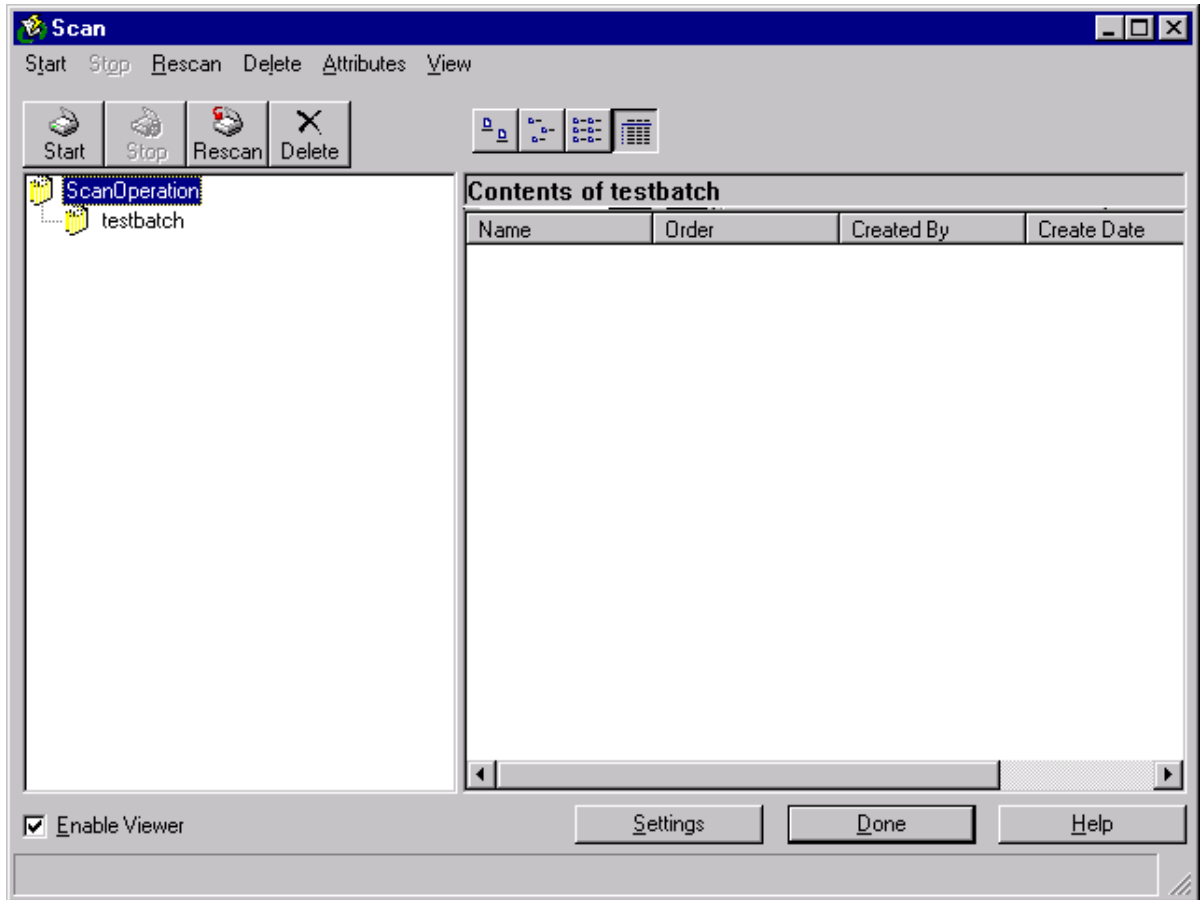 Scan
Start Stop Rescan Delete Attributes View
Start Stop Rescan Delete
ScanOperation
testbatch
Contents of testbatch
Name Order Created By Create Date
Enable Viewer
Settings Done Help